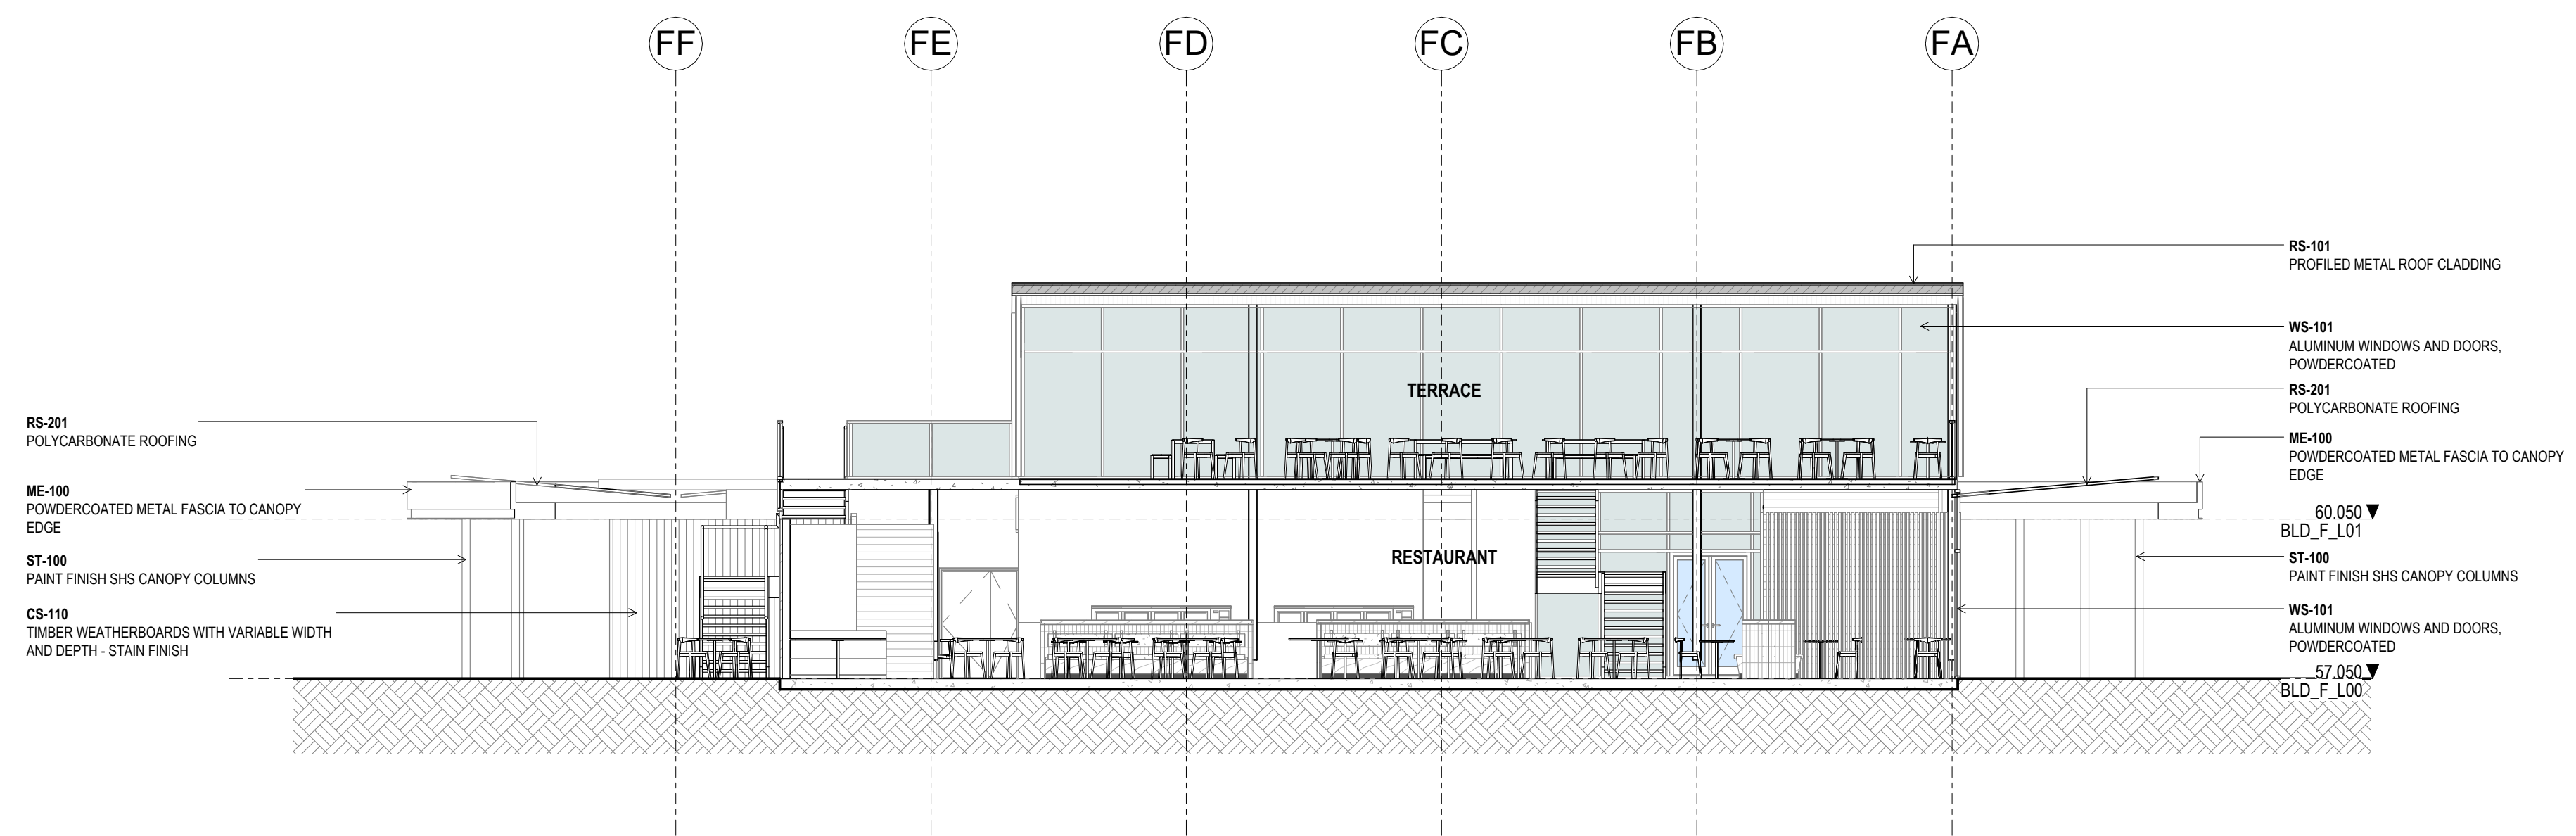 FF FE FD FC FB FA
RS-101
PROFILED METAL ROOF CLADDING
WS-101
ALUMINUM WINDOWS AND DOORS,
POWDERCOATED
TERRACE
RS-201
POLYCARBONATE ROOFING
RS-201
POLYCARBONATE ROOFING
ME-100
POWDERCOATED METAL FASCIA TO CANOPY
EDGE
ME-100
POWDERCOATED METAL FASCIA TO CANOPY
EDGE
60.050
BLD_F_L01
RESTAURANT
ST-100
PAINT FINISH SHS CANOPY COLUMNS
ST-100
PAINT FINISH SHS CANOPY COLUMNS
CS-110
TIMBER WEATHERBOARDS WITH VARIABLE WIDTH
AND DEPTH - STAIN FINISH
WS-101
ALUMINUM WINDOWS AND DOORS,
POWDERCOATED
57.050
BLD_F_L00